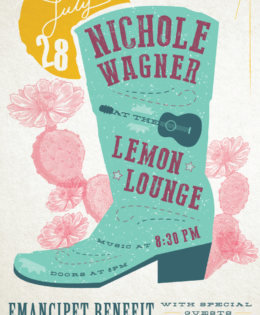 July
28
NICHOLE
WAGNER
AT THE
LEMON
LOUNGE
MUSIC AT 8:30 PM
DOORS AT 8PM
EMANCIPET BENEFIT
WITH SPECIAL
GUESTS